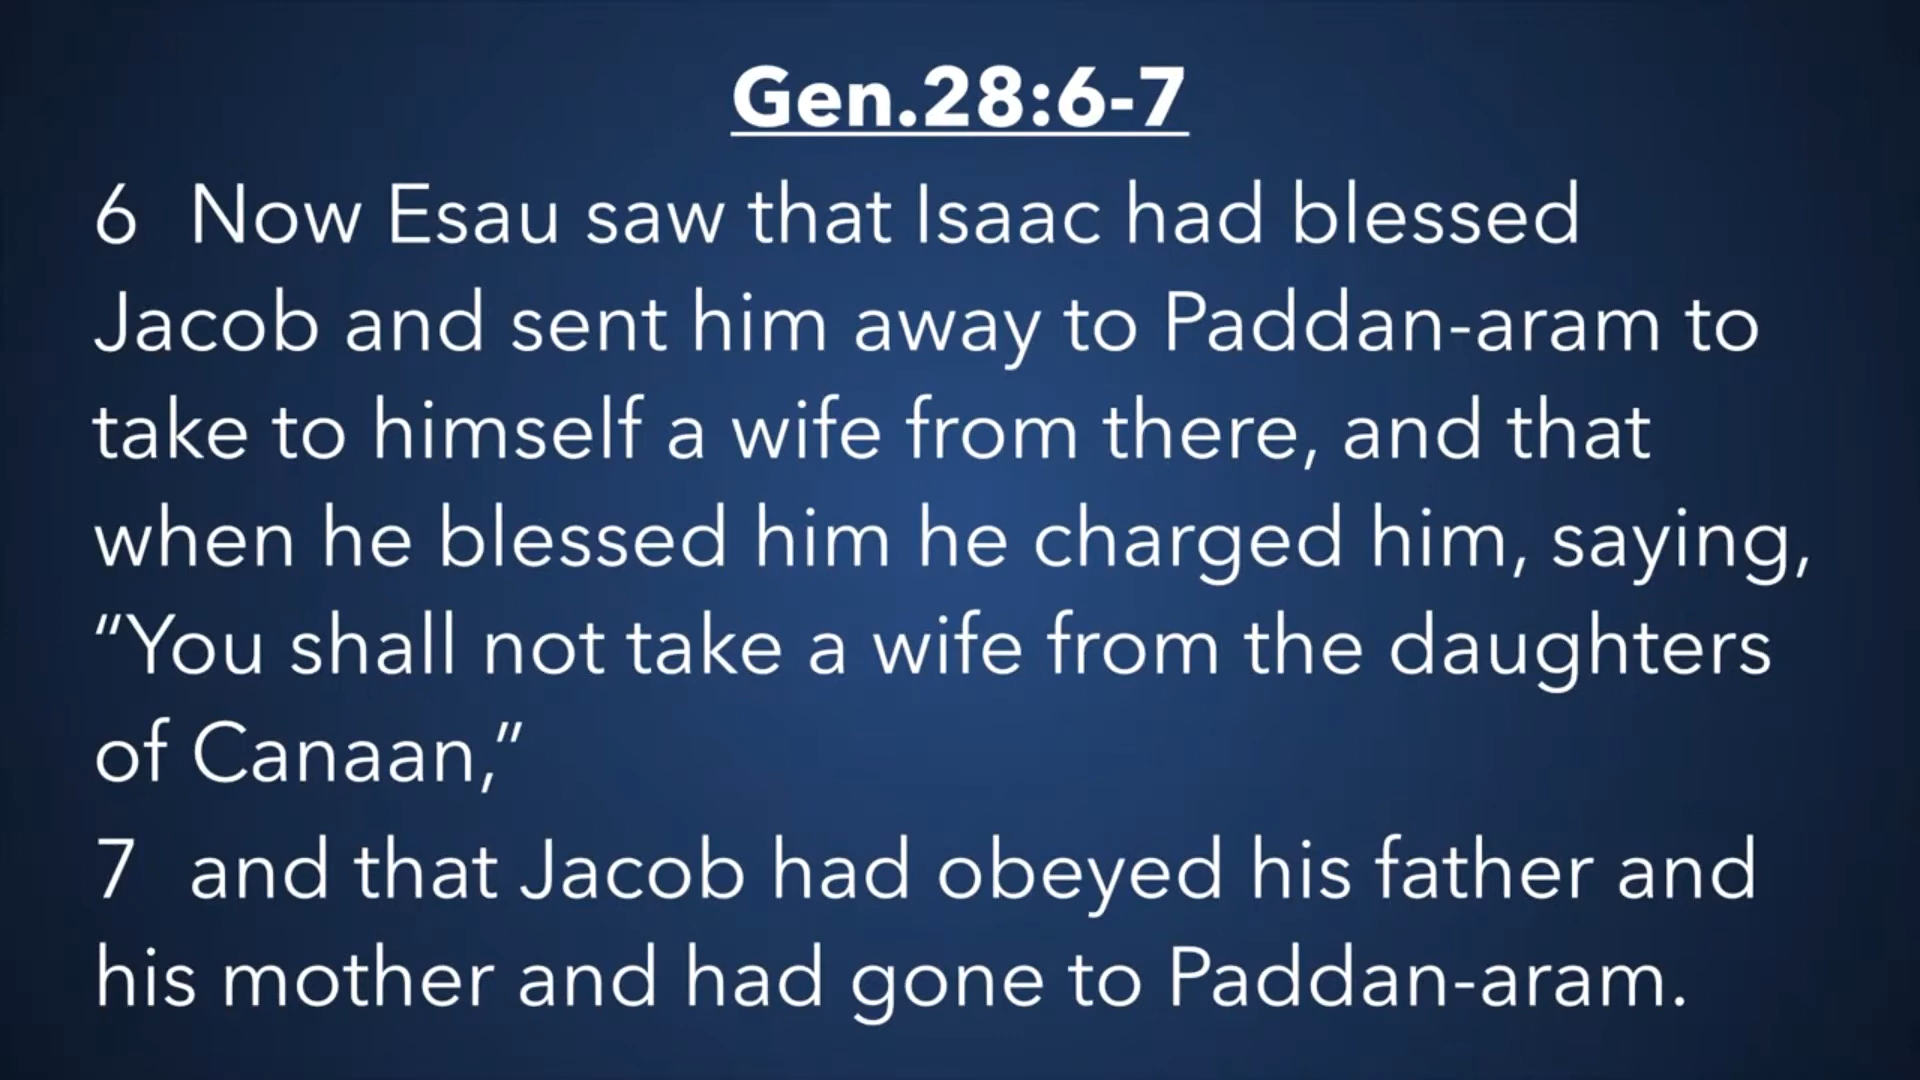 Gen.28:6-7
6 Now Esau saw that Isaac had blessed
Jacob and sent him away to Paddan-aram to
take to himself a wife from there, and that
when he blessed him he charged him, saying,
“You shall not take a wife from the daughters
of Canaan,”
7 and that Jacob had obeyed his father and
his mother and had gone to Paddan-aram.